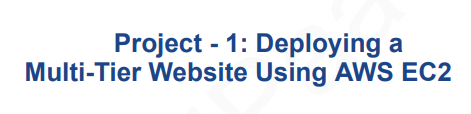 Project - 1: Deploying a
Multi-Tier Website Using AWS EC2